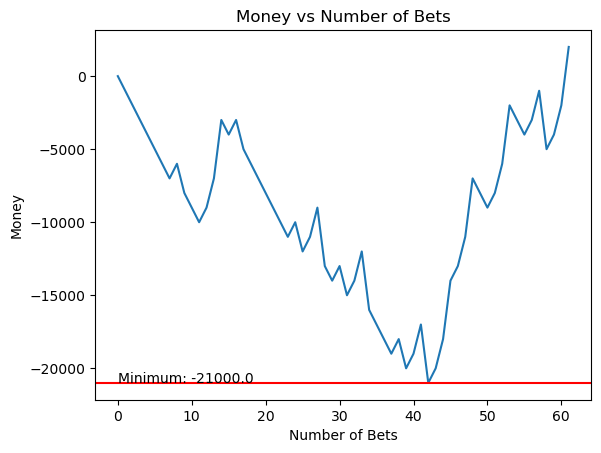 Money vs Number of Bets
Money
0
−5000
−10000
−15000
−20000
Minimum: -21000.0
0 10 20 30 40 50 60
Number of Bets